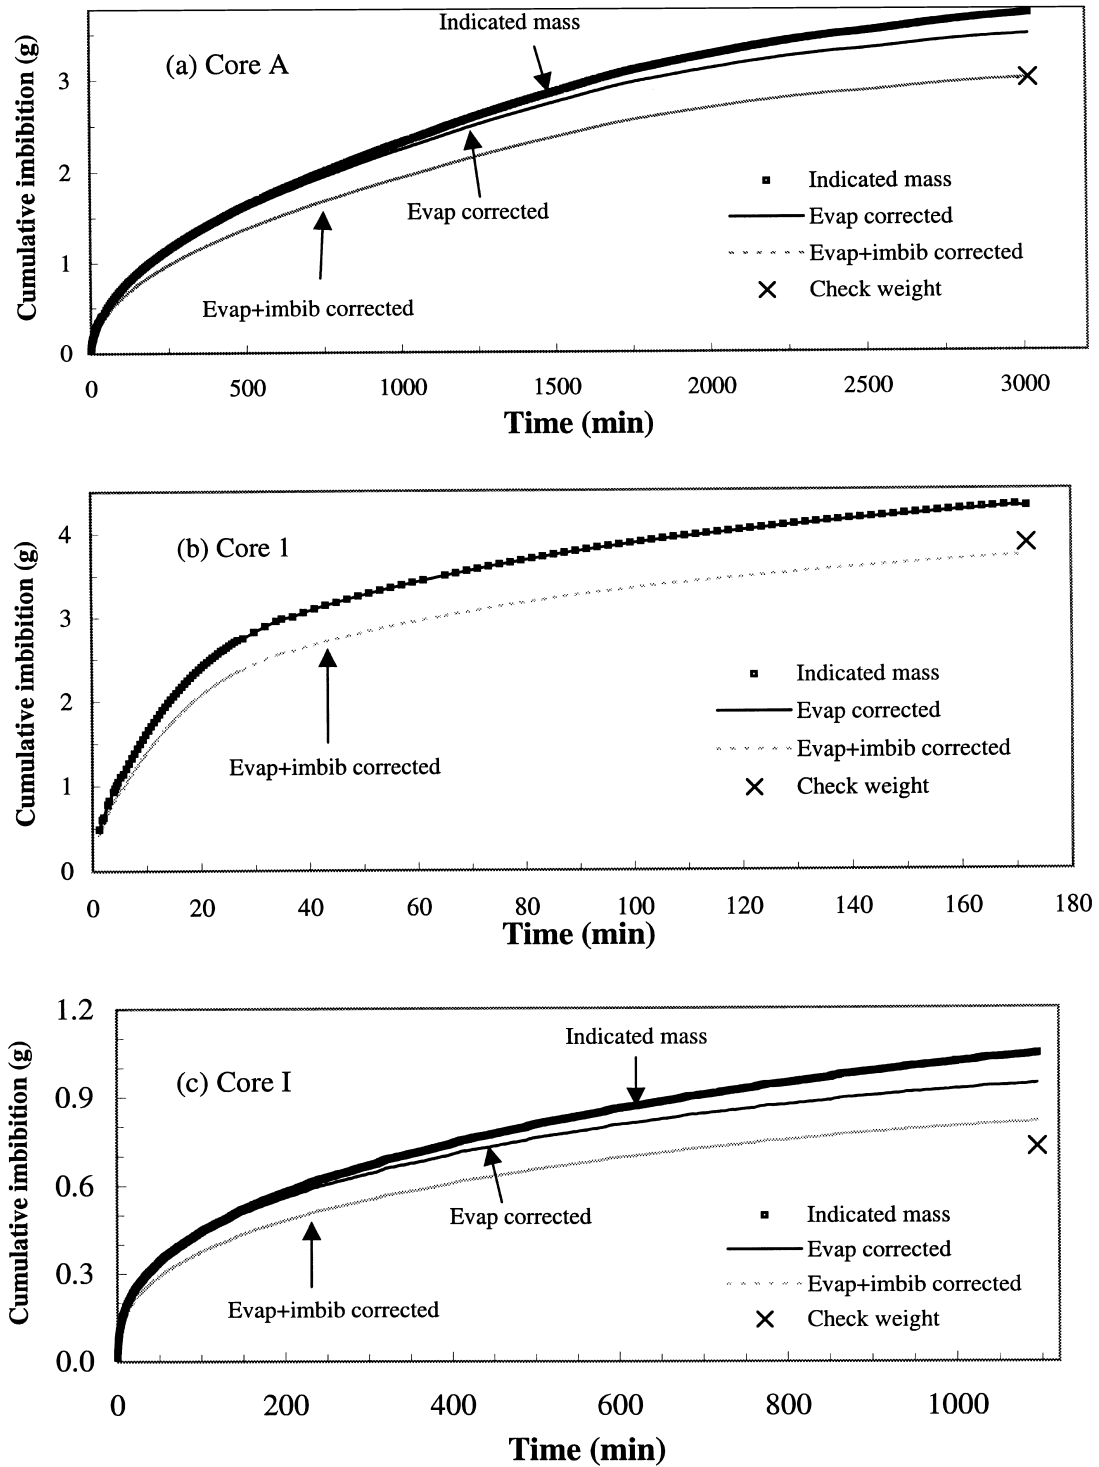 Indicated mass
(a) Core A
Evap corrected
Evap+imbib corrected
Indicated mass
Evap corrected
Evap+imbib corrected
Check weight
Cumulative imbibition (g)
3
2
1
0
0 500 1000 1500 2000 2500 3000
Time (min)
(b) Core 1
Evap+imbib corrected
Indicated mass
Evap corrected
Evap+imbib corrected
Check weight
Cumulative imbibition (g)
4
3
2
1
0
0 20 40 60 80 100 120 140 160 180
Time (min)
Indicated mass
(c) Core I
Evap corrected
Evap+imbib corrected
Indicated mass
Evap corrected
Evap+imbib corrected
Check weight
Cumulative imbibition (g)
1.2
0.9
0.6
0.3
0.0
0 200 400 600 800 1000
Time (min)